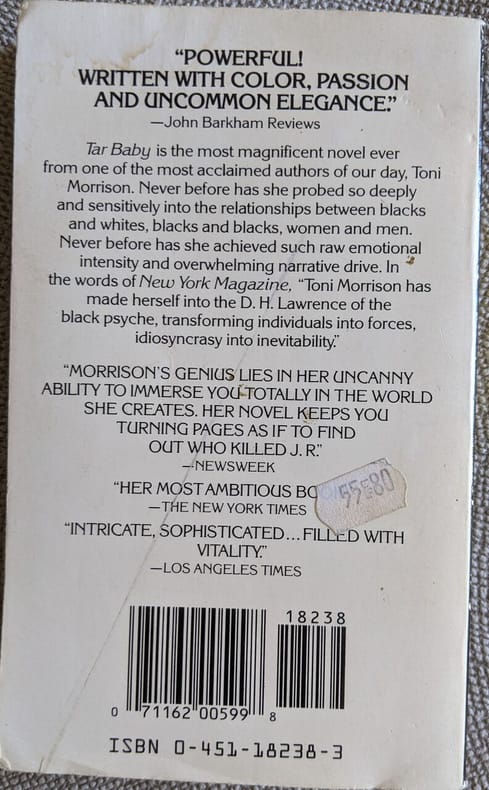 “POWERFUL!
WRITTEN WITH COLOR, PASSION
AND UNCOMMON ELEGANCE.”
—John Barkham Reviews
Tar Baby is the most magnificent novel ever
from one of the most acclaimed authors of our day, Toni
Morrison. Never before has she probed so deeply
and sensitively into the relationships between blacks
and whites, blacks and blacks, women and men.
Never before has she achieved such raw emotional
intensity and overwhelming narrative drive. In
the words of New York Magazine, “Toni Morrison has
made herself into the D. H. Lawrence of the
black psyche, transforming individuals into forces,
idiosyncrasy into inevitability.”
“MORRISON’S GENIUS LIES IN HER UNCANNY
ABILITY TO IMMERSE YOU TOTALLY IN THE WORLD
SHE CREATES. HER NOVEL KEEPS YOU
TURNING PAGES AS IF TO FIND
OUT WHO KILLED J. R.”
—NEWSWEEK
“HER MOST AMBITIOUS
—THE NEW YORK TIMES
“INTRICATE, SOPHISTICATED...FILLED WITH
VITALITY.”
—LOS ANGELES TIMES
18238
0 71162 00599 8
ISBN 0-451-18238-3